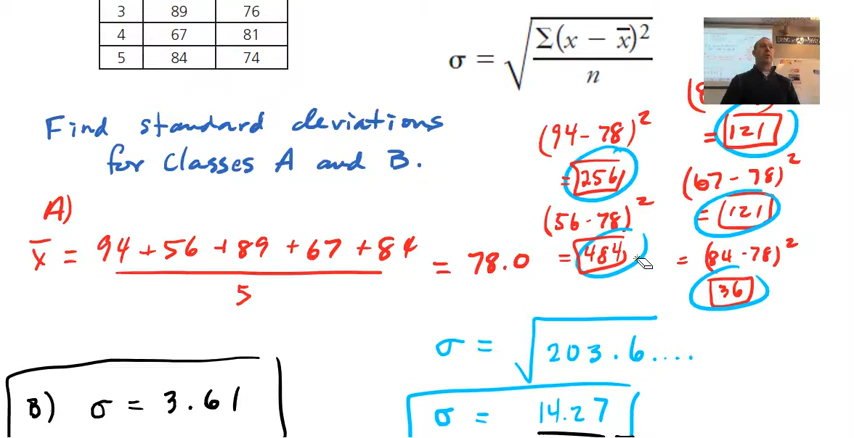 3 89 76
4 67 81
5 84 74
σ = √(Σ(x − x̄)² / n)
Find standard deviations
for Classes A and B.
A)
x̄ = 94 + 56 + 89 + 67 + 84 / 5 = 78.0
(94 - 78)²
= 256
(56 - 78)²
= 484
(8
= 121
(67 - 78)²
= 121
= (84 - 78)²
36
σ = √203.6....
σ = 14.27
B) σ = 3.61